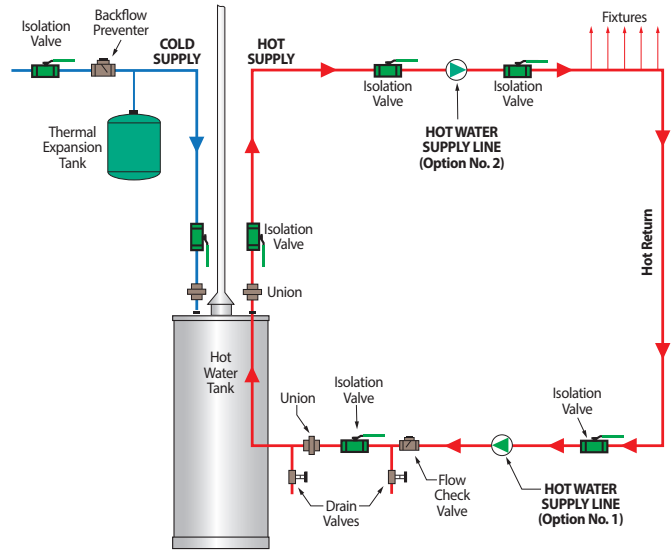 Isolation
Valve
Backflow
Preventer
COLD
SUPPLY
HOT
SUPPLY
Fixtures
Isolation
Valve
Isolation
Valve
HOT WATER
SUPPLY LINE
(Option No. 2)
Thermal
Expansion
Tank
Isolation
Valve
Union
Hot Return
Hot
Water
Tank
Union
Isolation
Valve
Isolation
Valve
Drain
Valves
Flow
Check
Valve
HOT WATER
SUPPLY LINE
(Option No. 1)